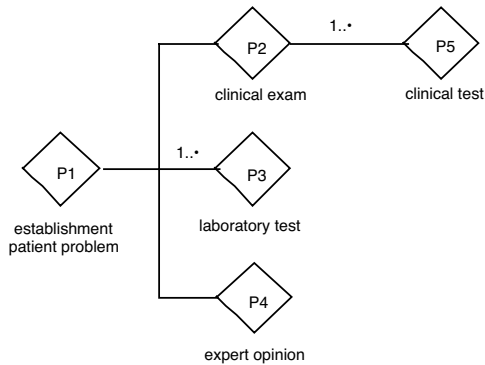 1..•
P2
P5
clinical exam
clinical test
1..•
P1
P3
establishment
patient problem
laboratory test
P4
expert opinion